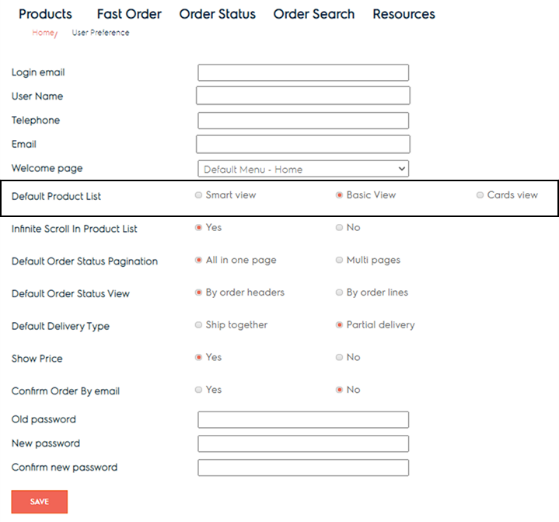 Products Fast Order Order Status Order Search Resources
Home/ User Preference
Login email
User Name
Telephone
Email
Welcome page Default Menu - Home
Default Product List Smart view Basic View Cards view
Infinite Scroll In Product List Yes No
Default Order Status Pagination All in one page Multi pages
Default Order Status View By order headers By order lines
Default Delivery Type Ship together Partial delivery
Show Price Yes No
Confirm Order By email Yes No
Old password
New password
Confirm new password
SAVE